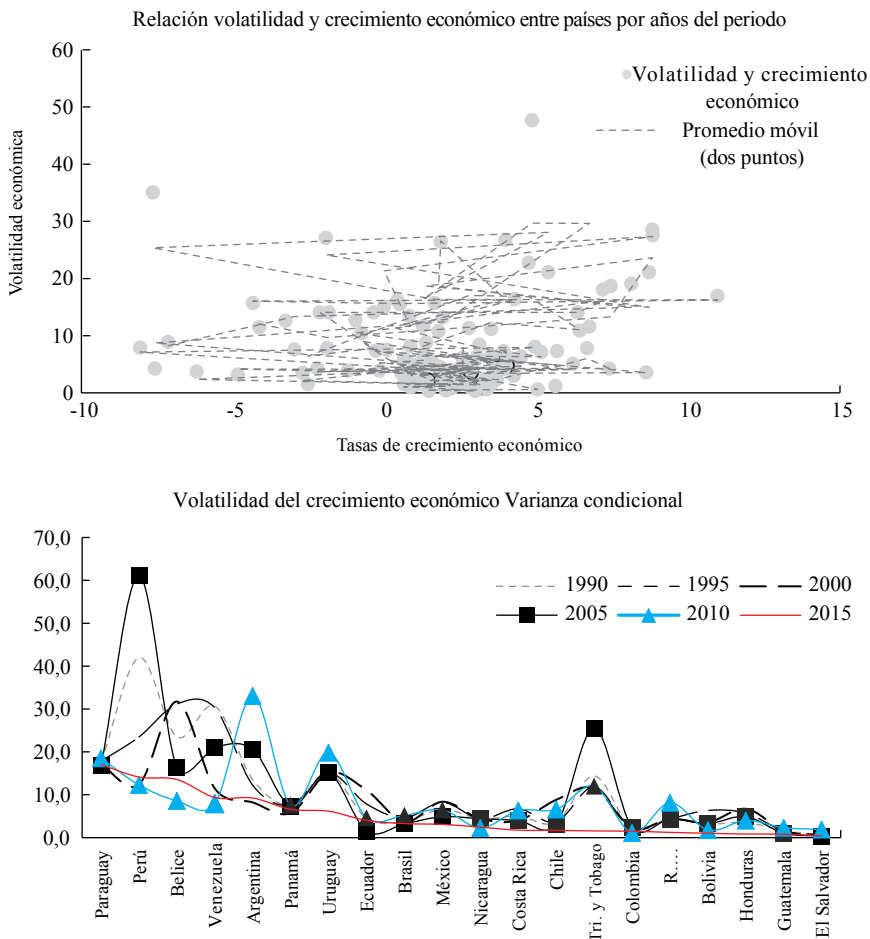 Relación volatilidad y crecimiento económico entre países por años del periodo
60
50
40
30
20
10
0
Volatilidad económica
Volatilidad y crecimiento
económico
Promedio móvil
(dos puntos)
-10
-5
0
5
10
15
Tasas de crecimiento económico
Volatilidad del crecimiento económico Varianza condicional
70,0
60,0
50,0
40,0
30,0
20,0
10,0
0,0
1990
1995
2000
2005
2010
2015
Paraguay
Perú
Belice
Venezuela
Argentina
Panamá
Uruguay
Ecuador
Brasil
México
Nicaragua
Costa Rica
Chile
Tri. y Tobago
Colombia
R....
Bolivia
Honduras
Guatemala
El Salvador